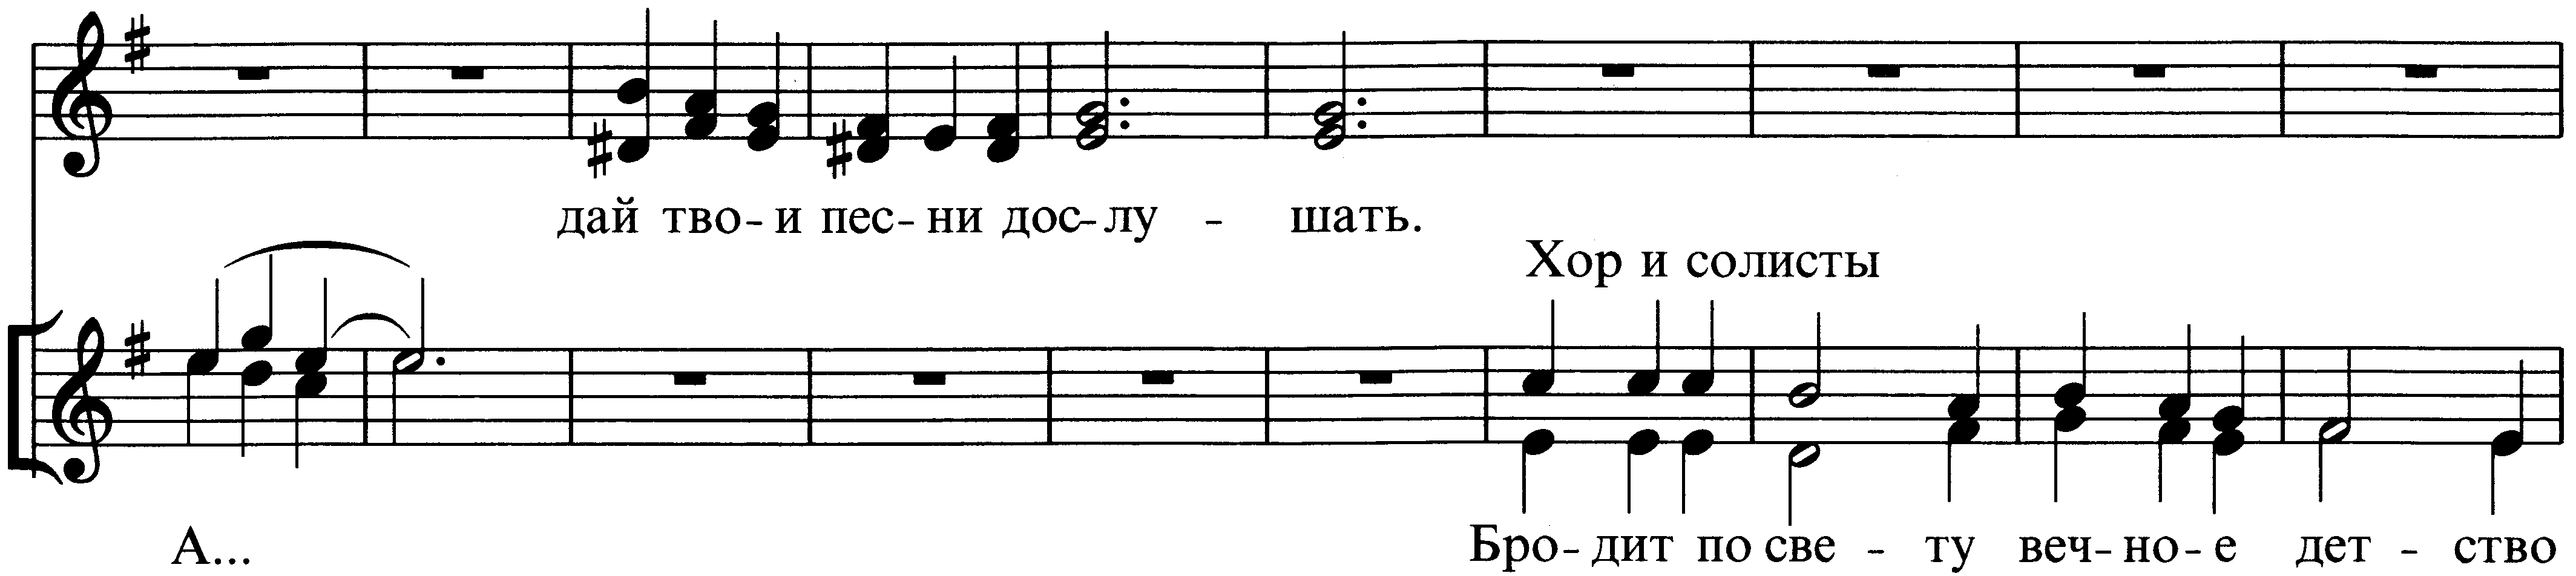 дай тво-и пес-ни дос-лу - шать.
Хор и солисты
А...
Бро-дит по све - ту веч-но-е дет - ство